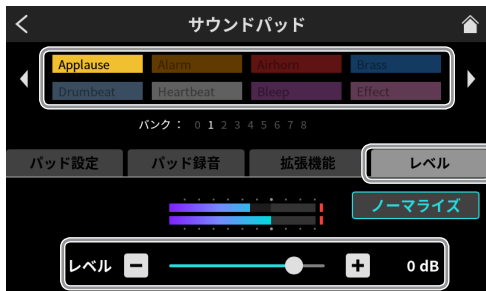 サウンドパッド
Applause Alarm Airhorn Brass
Drumbeat Heartbeat Bleep Effect
バンク： 0 1 2 3 4 5 6 7 8
パッド設定 パッド録音 拡張機能 レベル
ノーマライズ
レベル − + 0 dB